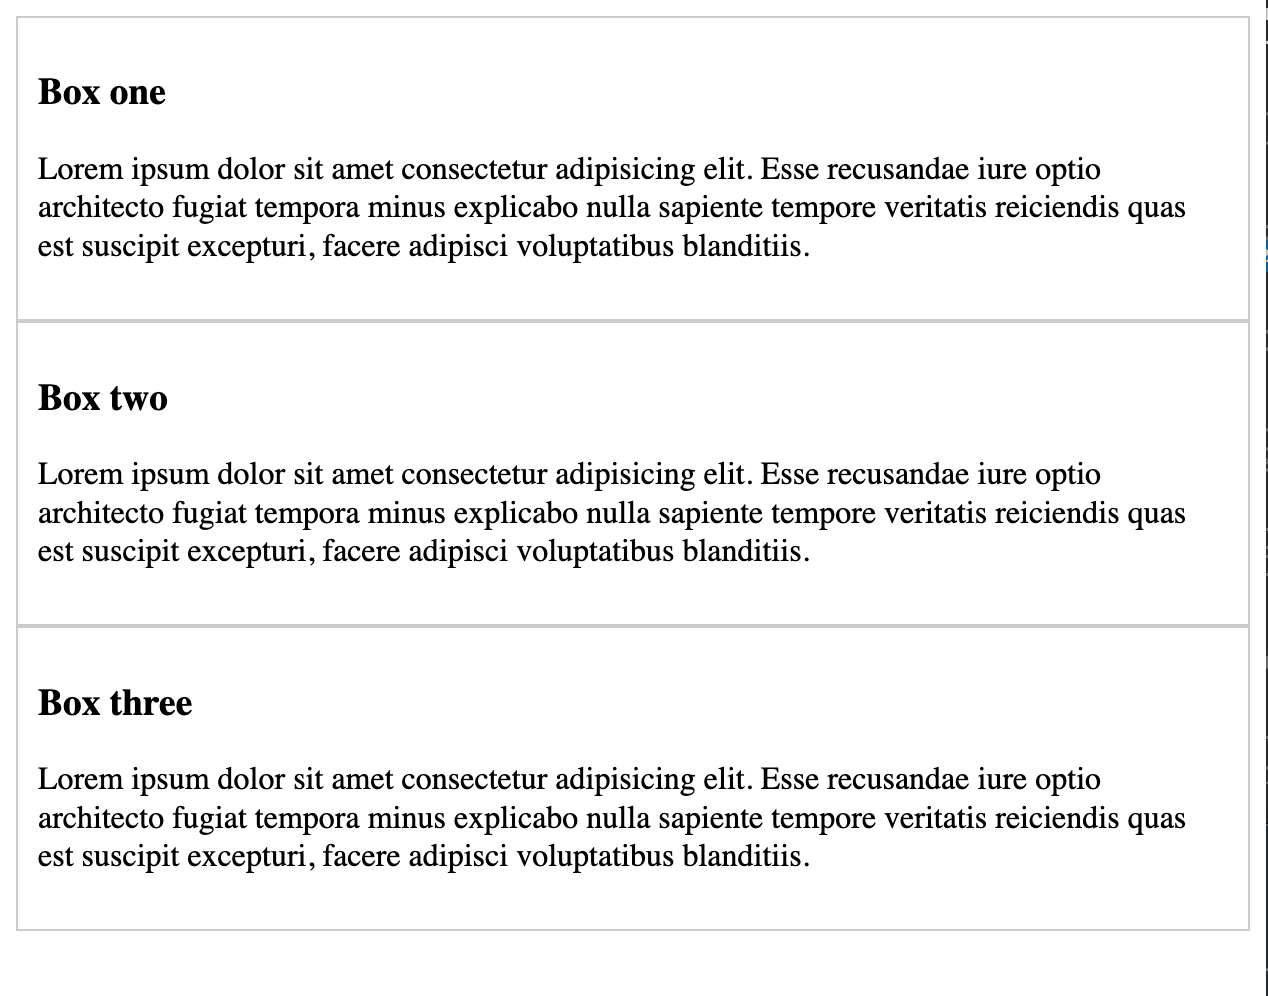 Box one
Lorem ipsum dolor sit amet consectetur adipisicing elit. Esse recusandae iure optio
architecto fugiat tempora minus explicabo nulla sapiente tempore veritatis reiciendis quas
est suscipit excepturi, facere adipisci voluptatibus blanditiis.
Box two
Lorem ipsum dolor sit amet consectetur adipisicing elit. Esse recusandae iure optio
architecto fugiat tempora minus explicabo nulla sapiente tempore veritatis reiciendis quas
est suscipit excepturi, facere adipisci voluptatibus blanditiis.
Box three
Lorem ipsum dolor sit amet consectetur adipisicing elit. Esse recusandae iure optio
architecto fugiat tempora minus explicabo nulla sapiente tempore veritatis reiciendis quas
est suscipit excepturi, facere adipisci voluptatibus blanditiis.